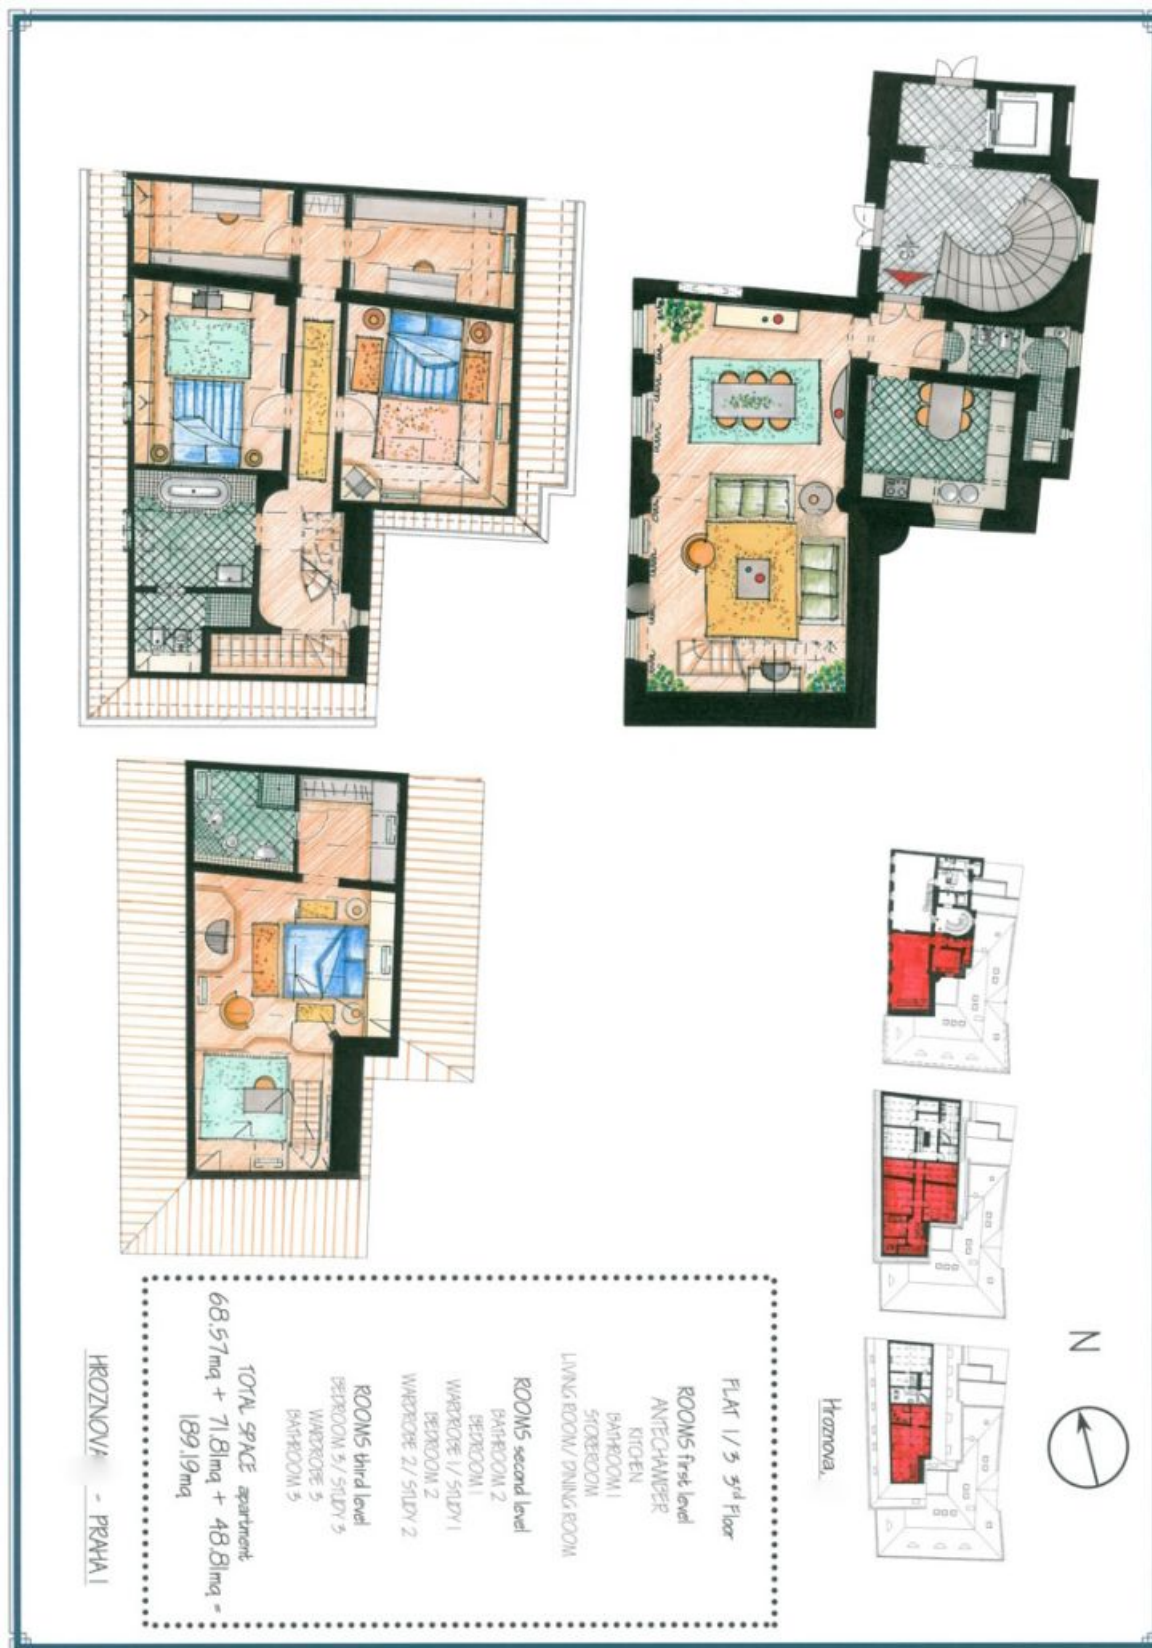 FLAT 1/3 3rd Floor
ROOMS first level
ANTECHAMBER
KITCHEN
BATHROOM 1
STOREROOM
LIVING ROOM/ DINING ROOM
ROOMS second level
BATHROOM 2
BEDROOM 1
WARDROBE 1/ STUDY 1
BEDROOM 2
WARDROBE 2/ STUDY 2
ROOMS third level
BEDROOM 3/ STUDY 3
WARDROBE 3
BATHROOM 3
TOTAL SPACE apartment
68.57mq + 71.81mq + 48.81mq =
189.19mq
HROZNOVA - PRAHA 1
Hroznova,
N